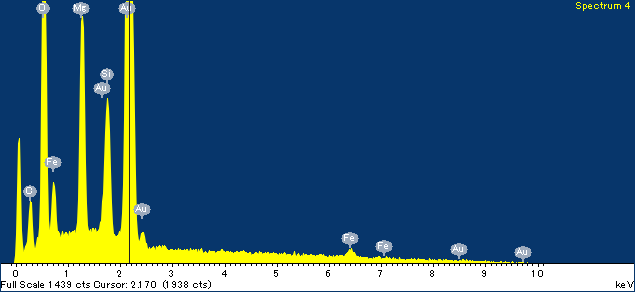 Spectrum 4
O Mg Au
Si
Au
Fe
O
Au
Fe
Fe
Au
Au
0 1 2 3 4 5 6 7 8 9 10
Full Scale 1439 cts Cursor: 2.170 (1938 cts) keV